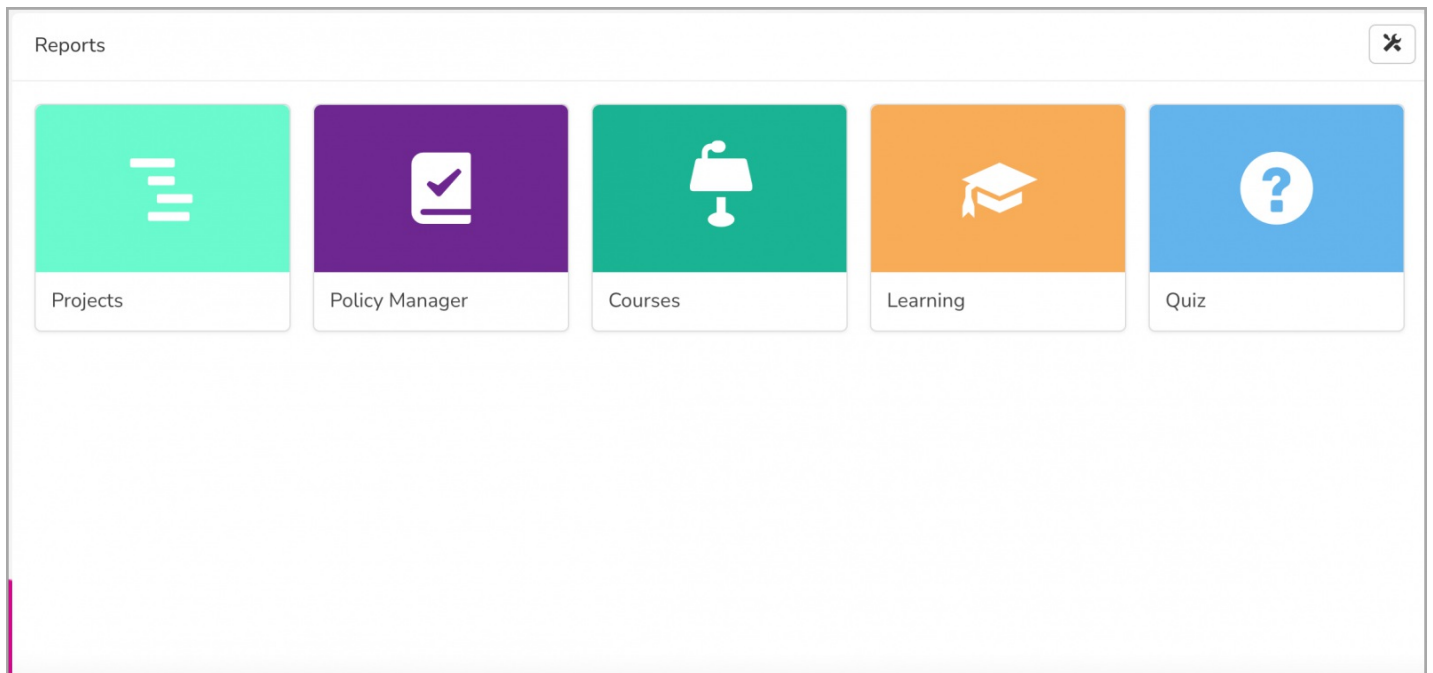 Reports
Projects
Policy Manager
Courses
Learning
Quiz